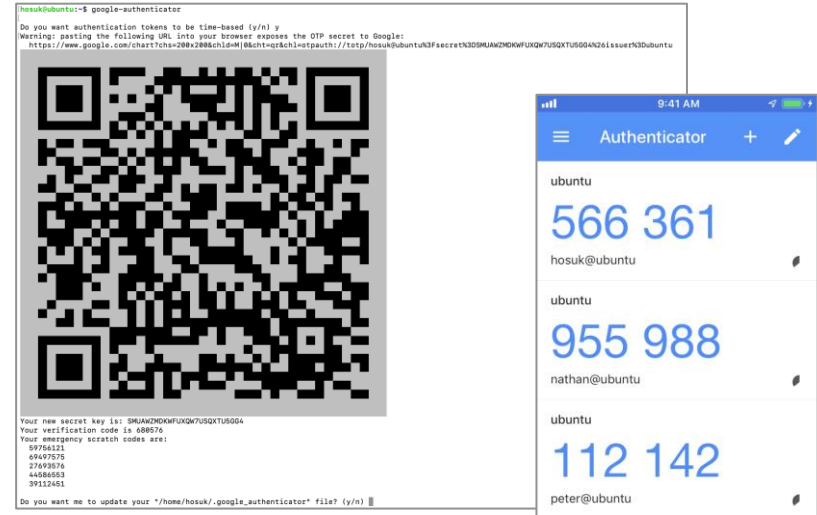 hosuk@ubuntu:~$ google-authenticator
Do you want authentication tokens to be time-based (y/n) y
Warning: pasting the following URL into your browser exposes the OTP secret to Google:
https://www.google.com/chart?chs=200x200&chld=M|0&cht=qr&chl=otpauth://totp/hosuk@ubuntu%3Fsecret%3DSMUAWZMDKWFUXQW7USQXTU5GG4%26issuer%3Dubuntu
Your new secret key is: SMUAWZMDKWFUXQW7USQXTU5GG4
Your verification code is 680576
Your emergency scratch codes are:
59756121
69497575
27693576
44586553
39112451
Do you want me to update your "/home/hosuk/.google_authenticator" file? (y/n)
9:41 AM
Authenticator
ubuntu
566 361
hosuk@ubuntu
ubuntu
955 988
nathan@ubuntu
ubuntu
112 142
peter@ubuntu